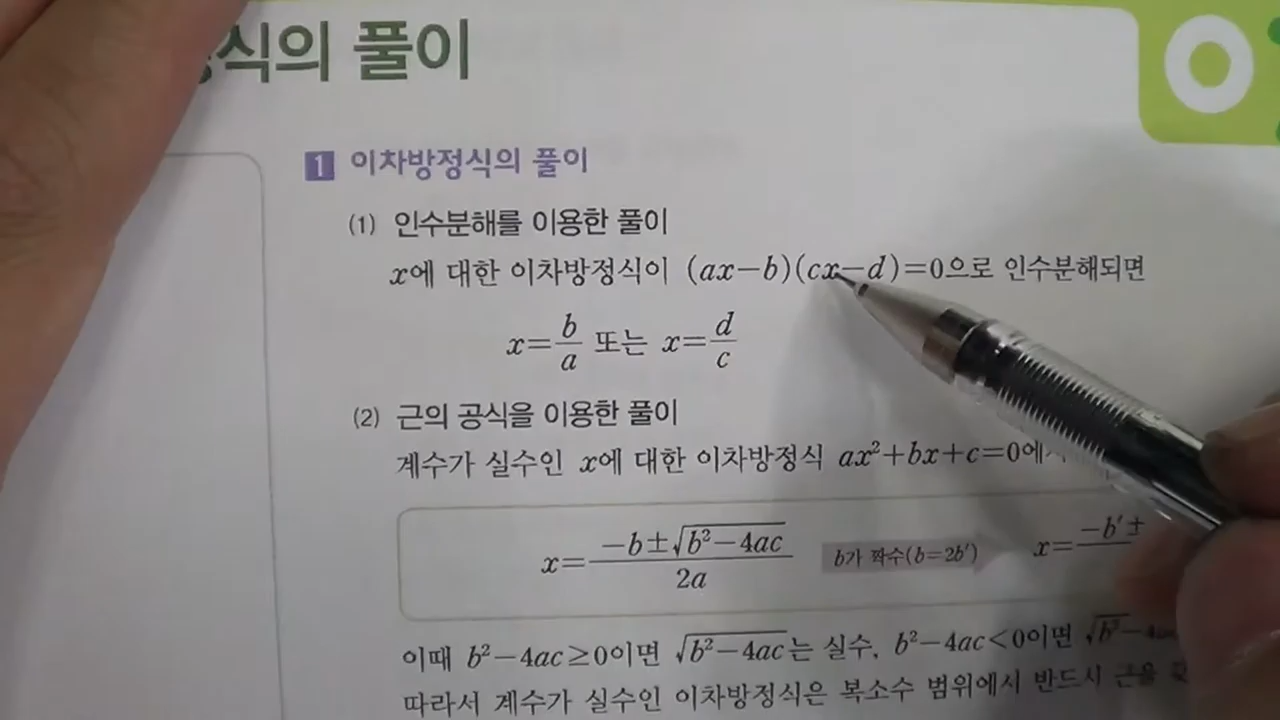 식의 풀이
1 이차방정식의 풀이
(1) 인수분해를 이용한 풀이
x에 대한 이차방정식이 (ax-b)(cx-d)=0으로 인수분해되면
x=b/a 또는 x=d/c
(2) 근의 공식을 이용한 풀이
계수가 실수인 x에 대한 이차방정식 ax²+bx+c=0에서
x=(-b±√(b²-4ac))/2a b가 짝수(b=2b′) x=-b′±
이때 b²-4ac≥0이면 √(b²-4ac)는 실수, b²-4ac<0이면 √b²-4ac
따라서 계수가 실수인 이차방정식은 복소수 범위에서 반드시 근을